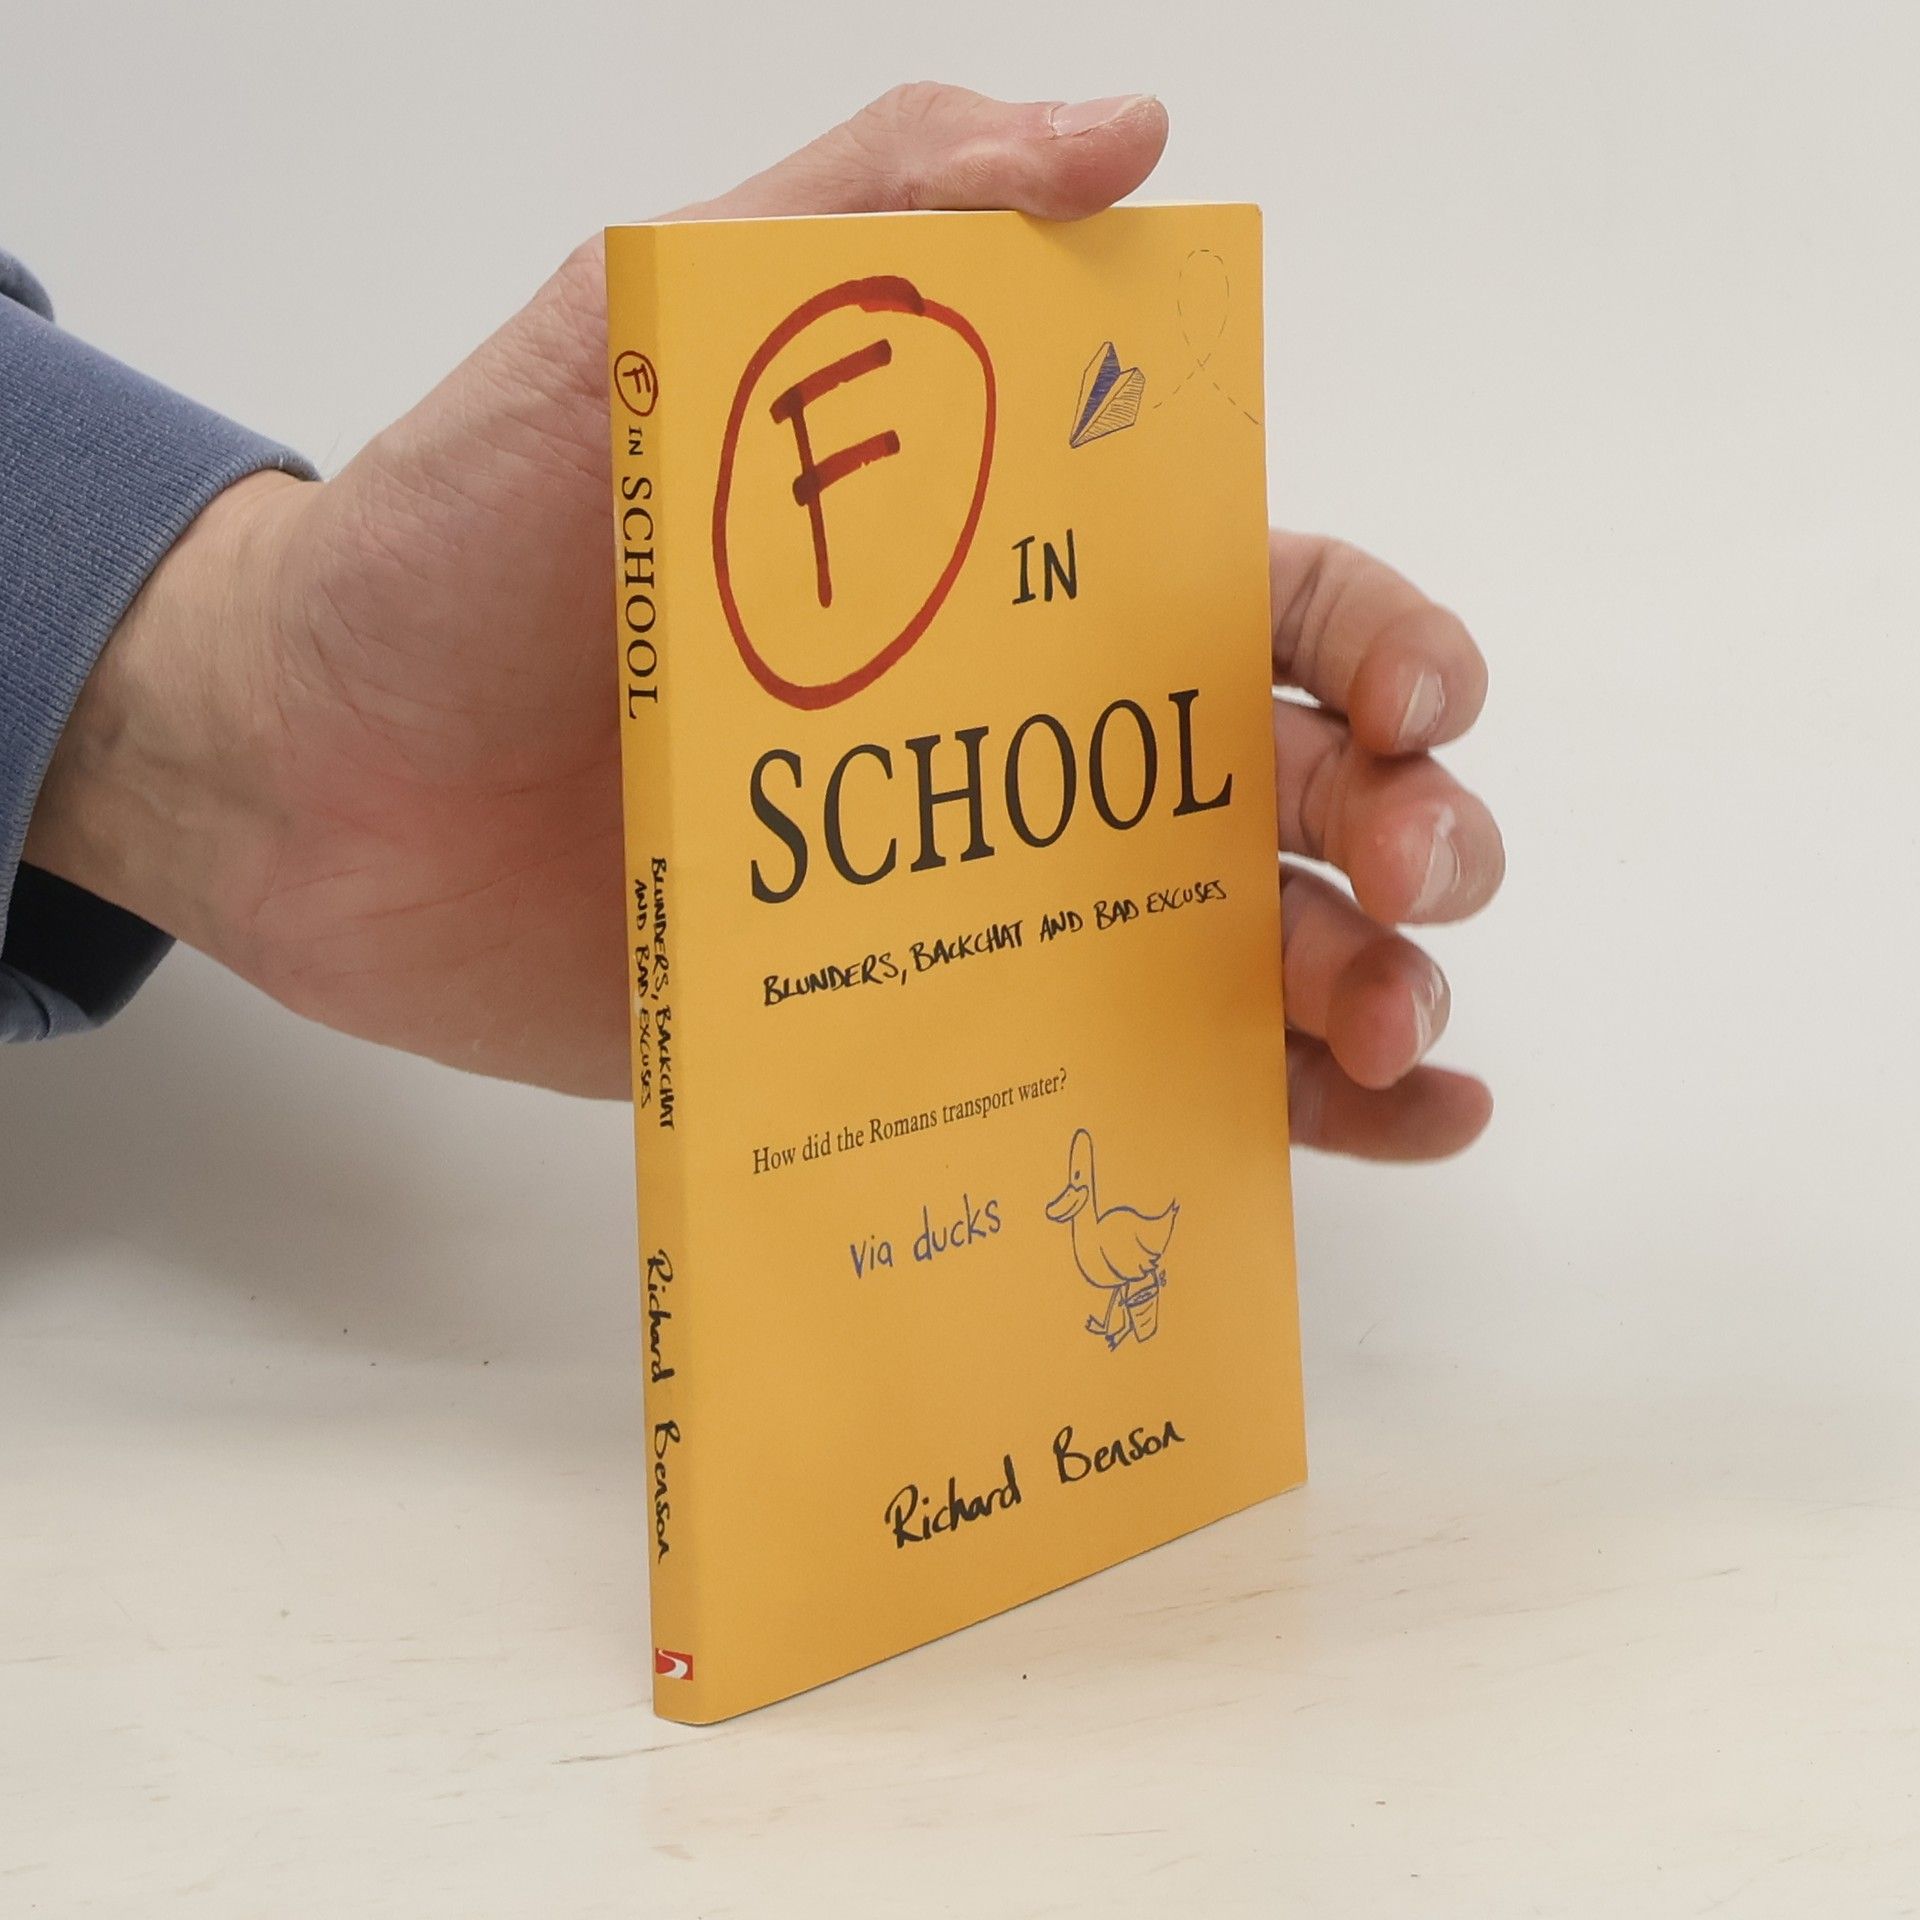 F IN SCHOOL
BLUNDERS, BACKCHAT
AND BAD EXCUSES
Richard Benson
F
IN
SCHOOL
BLUNDERS, BACKCHAT AND BAD EXCUSES
How did the Romans transport water?
via ducks
Richard Benson